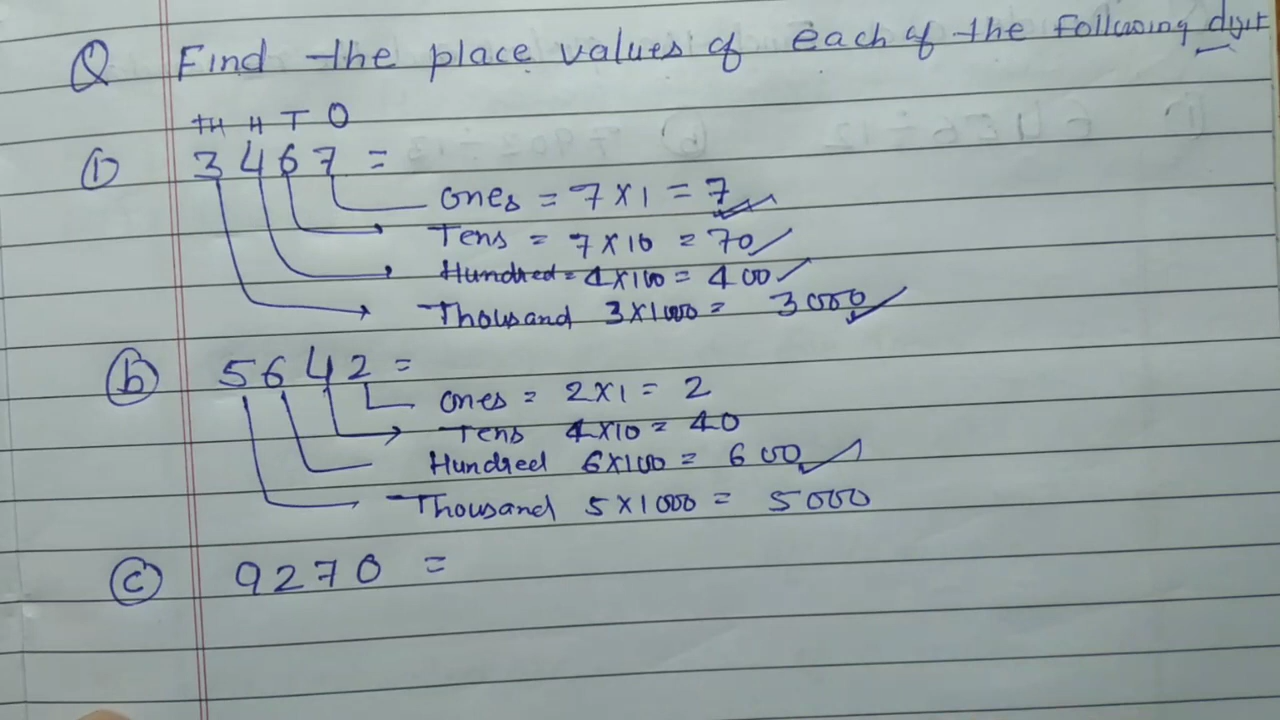 Q Find the place values of each of the following digit
TH H T O
① 3467 =
Ones = 7×1 = 7
Tens = 7×10 = 70
Hundred = 4×100 = 400
Thousand 3×1000 = 3000
ⓑ 5642 =
Ones = 2×1 = 2
Tens 4×10 = 40
Hundred 6×100 = 600
Thousand 5×1000 = 5000
ⓒ 9270 =